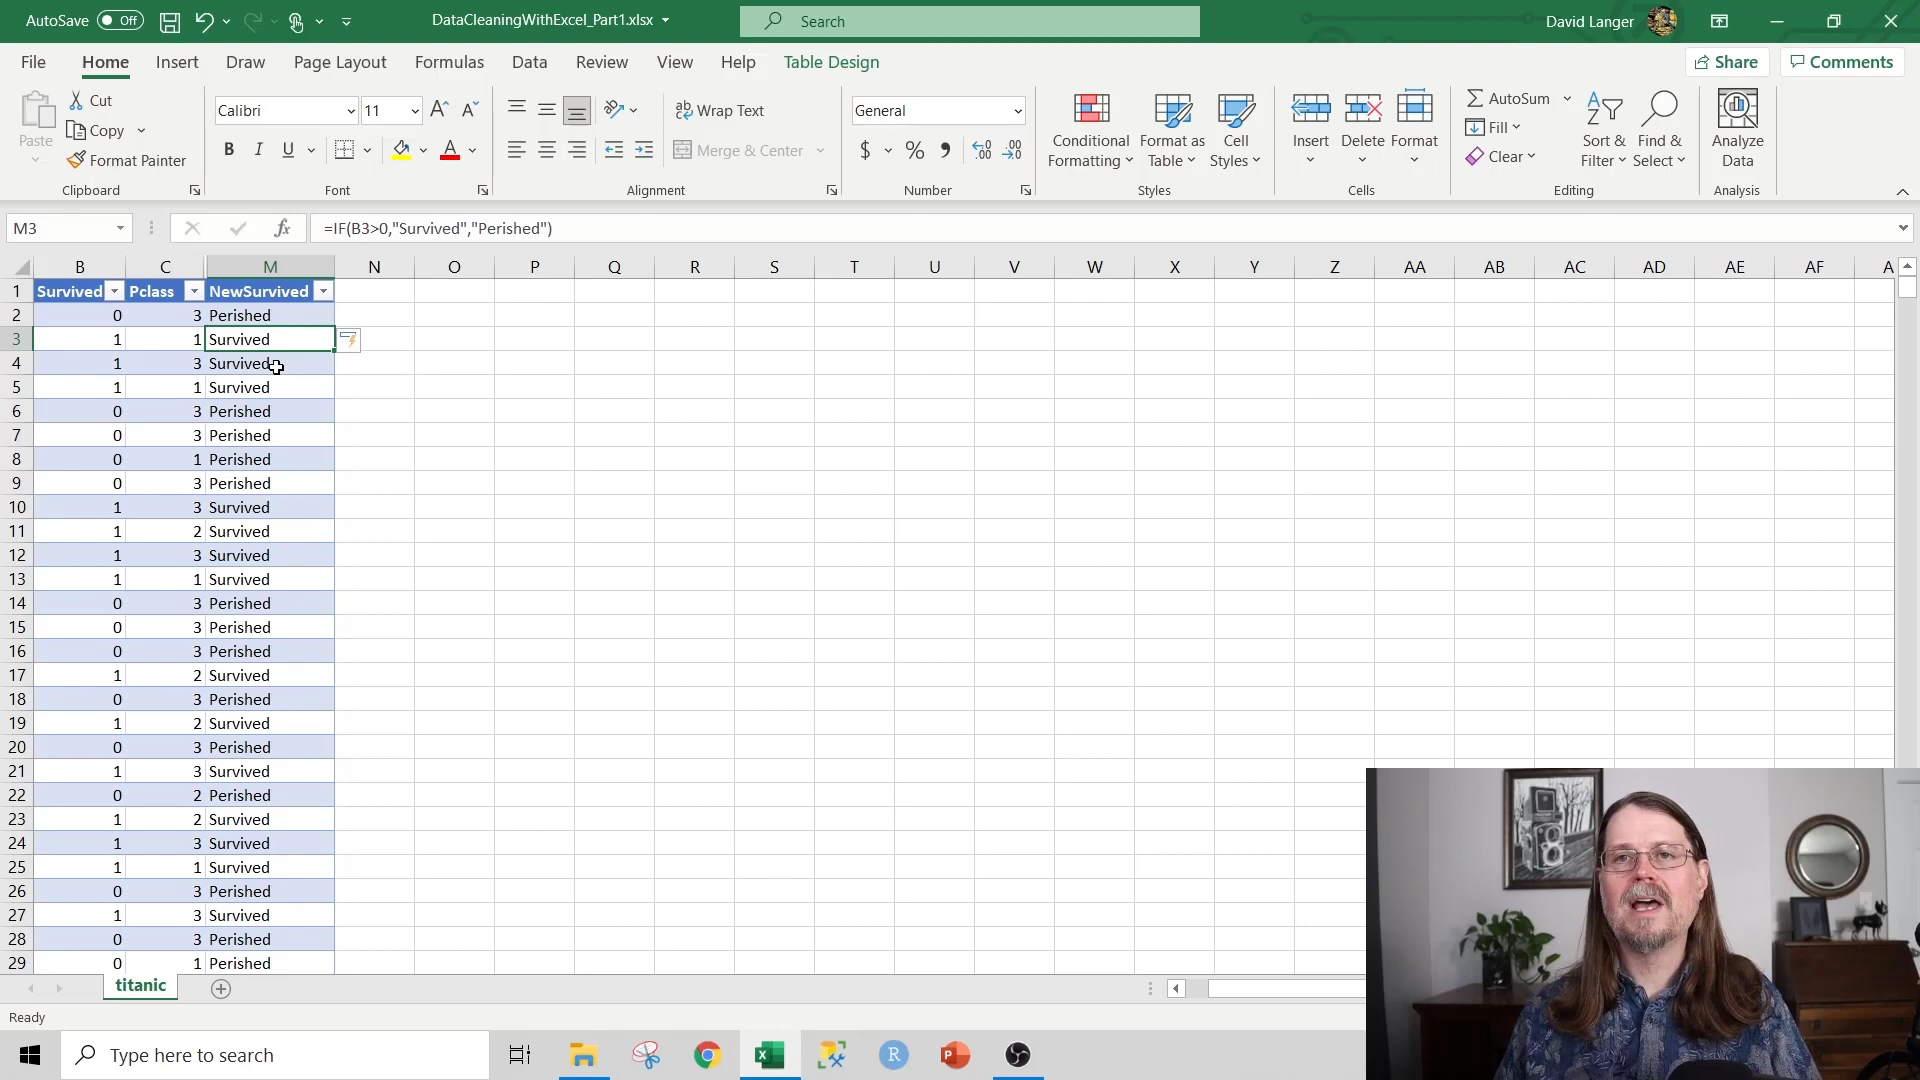 AutoSave Off DataCleaningWithExcel_Part1.xlsx Search David Langer
File Home Insert Draw Page Layout Formulas Data Review View Help Table Design Share Comments
Paste Cut Copy Format Painter
Calibri 11
B I U A
Wrap Text
Merge & Center
General
$ % ,
Conditional Formatting Format as Table Cell Styles
Insert Delete Format
AutoSum Fill Clear
Sort & Filter Find & Select
Analyze Data
Clipboard Font Alignment Number Styles Cells Editing Analysis
M3 fx =IF(B3>0,"Survived","Perished")
B C M N O P Q R S T U V W X Y Z AA AB AC AD AE AF A
1 Survived Pclass NewSurvived
2 0 3 Perished
3 1 1 Survived
4 1 3 Survived
5 1 1 Survived
6 0 3 Perished
7 0 3 Perished
8 0 1 Perished
9 0 3 Perished
10 1 3 Survived
11 1 2 Survived
12 1 3 Survived
13 1 1 Survived
14 0 3 Perished
15 0 3 Perished
16 0 3 Perished
17 1 2 Survived
18 0 3 Perished
19 1 2 Survived
20 0 3 Perished
21 1 3 Survived
22 0 2 Perished
23 1 2 Survived
24 1 3 Survived
25 1 1 Survived
26 0 3 Perished
27 1 3 Survived
28 0 3 Perished
29 0 1 Perished
titanic
Ready
Type here to search